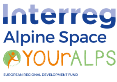 Interreg
Alpine Space
YOUrALPS
EUROPEAN REGIONAL DEVELOPMENT FUND